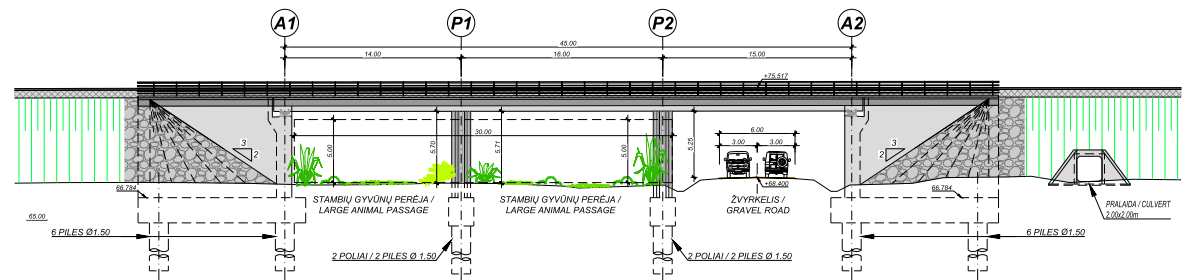 A1
P1
P2
A2
45.00
14.00
16.00
15.00
+75.517
30.00
5.00
5.70
5.71
5.00
5.25
6.00
3.00
3.00
3
2
3
2
66.784
+68.400
66.784
65.00
STAMBIŲ GYVŪNŲ PERĖJA /
LARGE ANIMAL PASSAGE
STAMBIŲ GYVŪNŲ PERĖJA /
LARGE ANIMAL PASSAGE
ŽVYRKELIS /
GRAVEL ROAD
PRALAIDA / CULVERT
2.00x2.00m
6 PILES Ø1.50
2 POLIAI / 2 PILES Ø 1.50
2 POLIAI / 2 PILES Ø 1.50
6 PILES Ø1.50